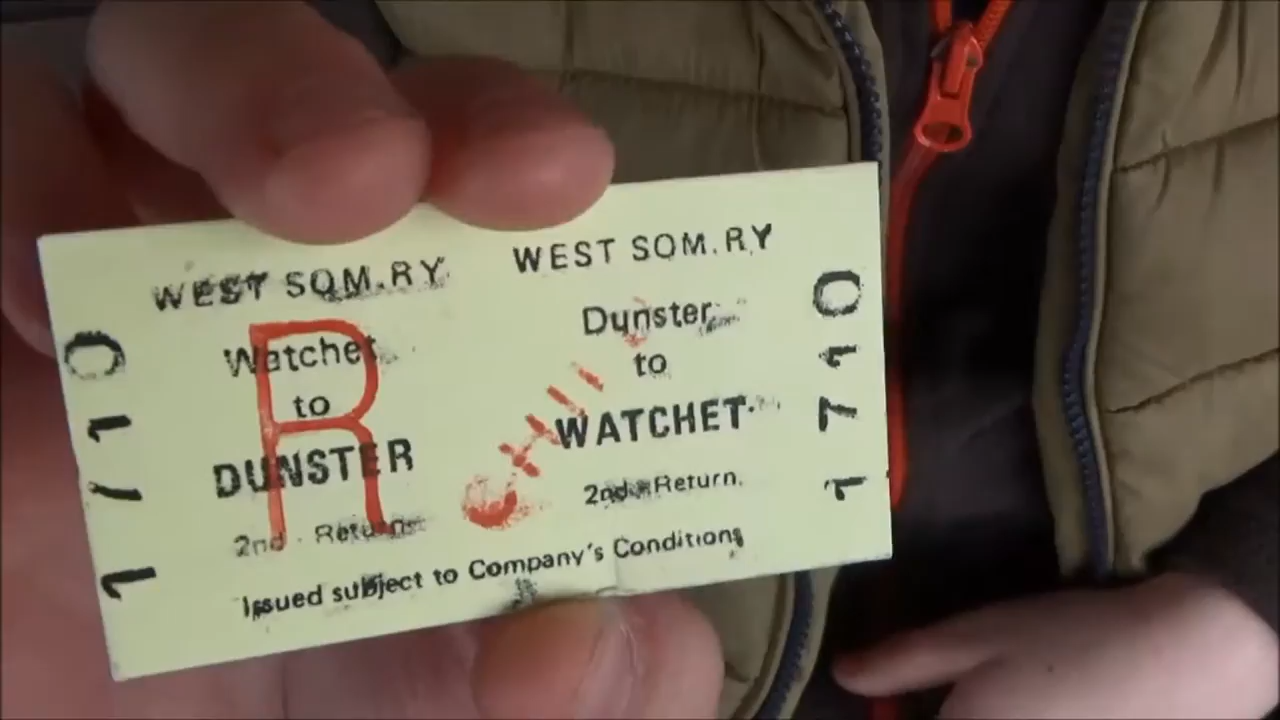 WEST SOM.RY
Watchet
to
DUNSTER
2nd - Return
R
WEST SOM.RY
Dunster
to
WATCHET
2nd - Return.
CHILD
Issued subject to Company's Conditions
1710
1710